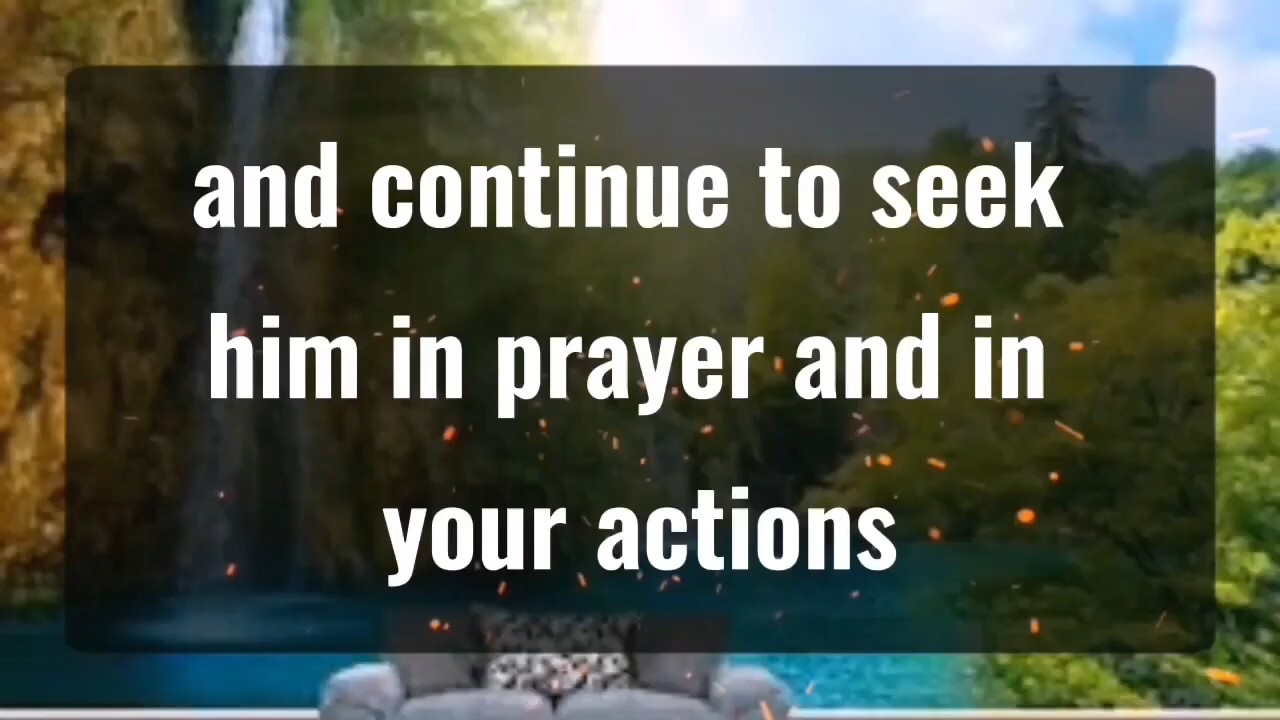 and continue to seek
him in prayer and in
your actions